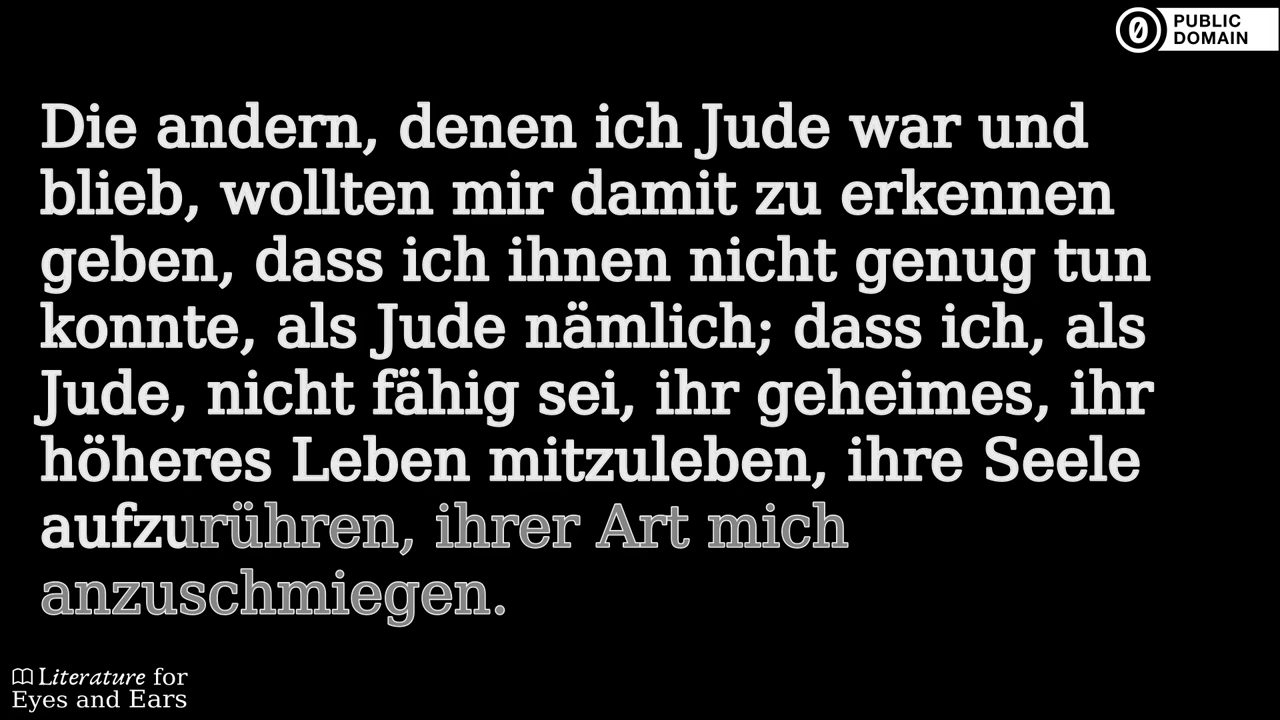 PUBLIC
DOMAIN
Die andern, denen ich Jude war und
blieb, wollten mir damit zu erkennen
geben, dass ich ihnen nicht genug tun
konnte, als Jude nämlich; dass ich, als
Jude, nicht fähig sei, ihr geheimes, ihr
höheres Leben mitzuleben, ihre Seele
aufzurühren, ihrer Art mich
anzuschmiegen.
Literature for
Eyes and Ears